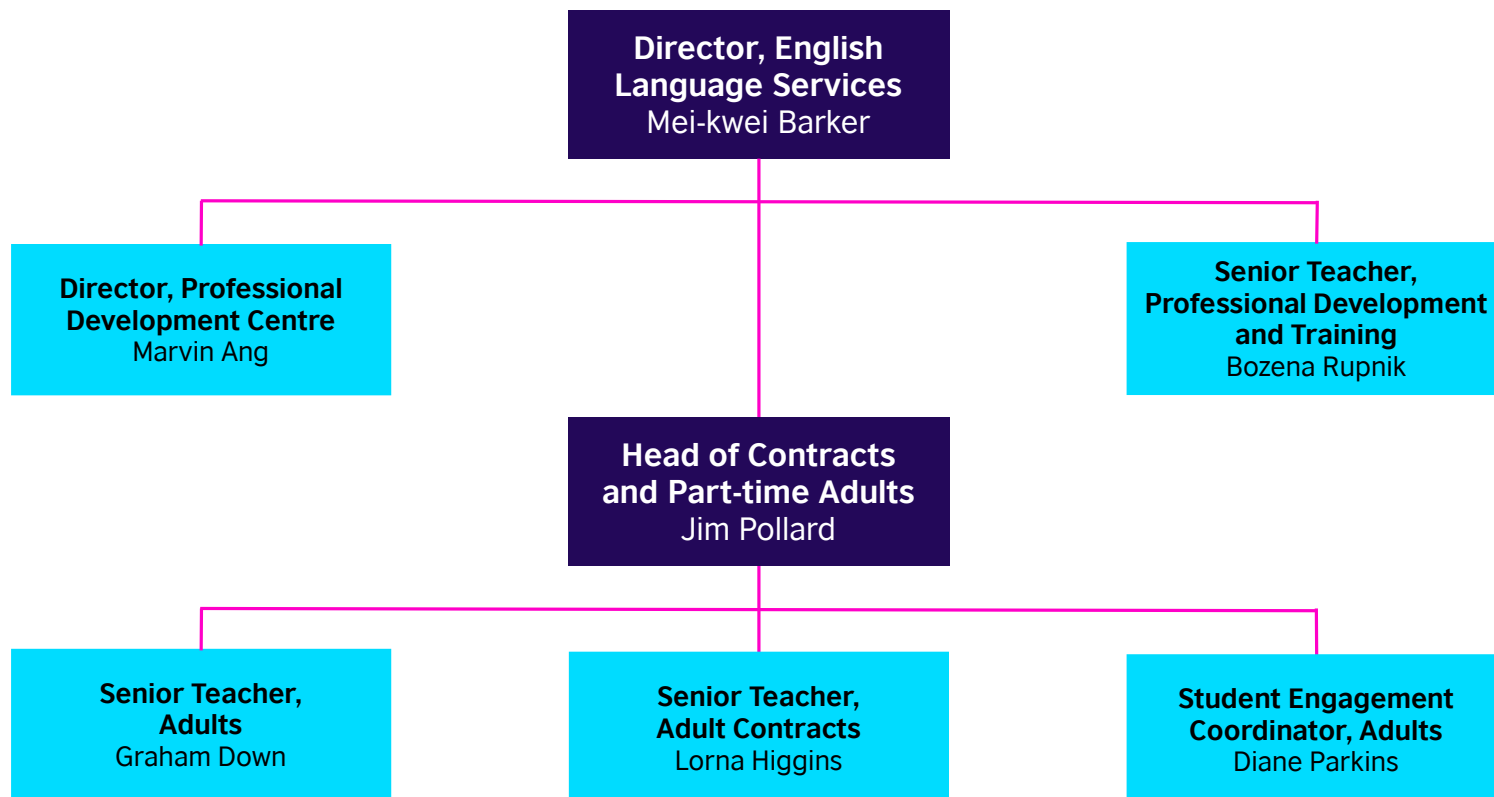 Director, English
Language Services
Mei-kwei Barker
Director, Professional
Development Centre
Marvin Ang
Senior Teacher,
Professional Development
and Training
Bozena Rupnik
Head of Contracts
and Part-time Adults
Jim Pollard
Senior Teacher,
Adults
Graham Down
Senior Teacher,
Adult Contracts
Lorna Higgins
Student Engagement
Coordinator, Adults
Diane Parkins